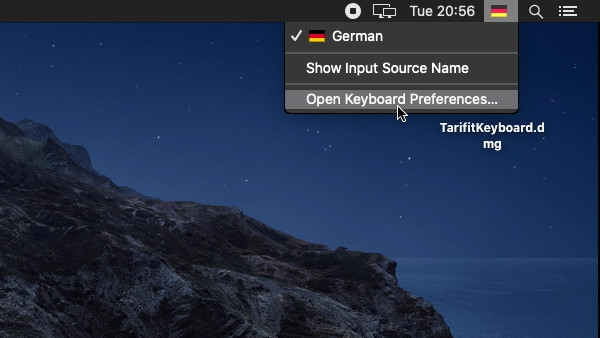 Tue 20:56
German
Show Input Source Name
Open Keyboard Preferences...
TarifitKeyboard.d
mg